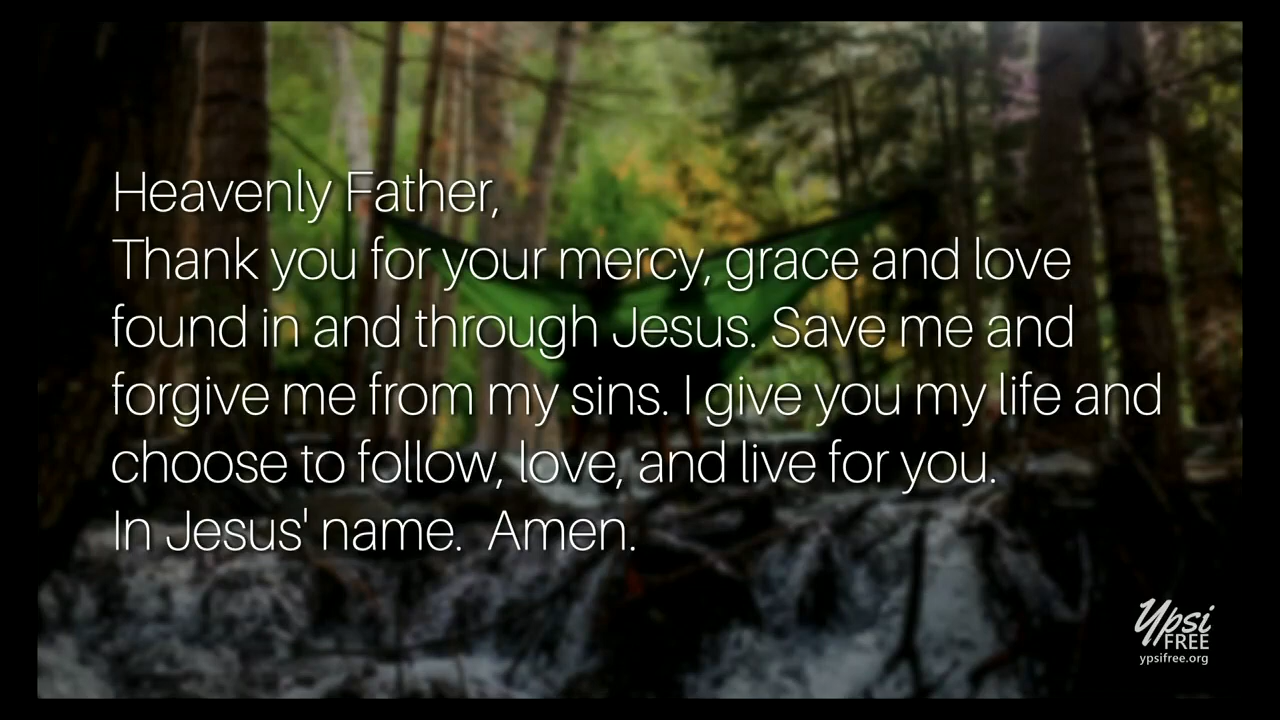 Heavenly Father,
Thank you for your mercy, grace and love
found in and through Jesus. Save me and
forgive me from my sins. I give you my life and
choose to follow, love, and live for you.
In Jesus' name.  Amen.
Ypsi
FREE
ypsifree.org